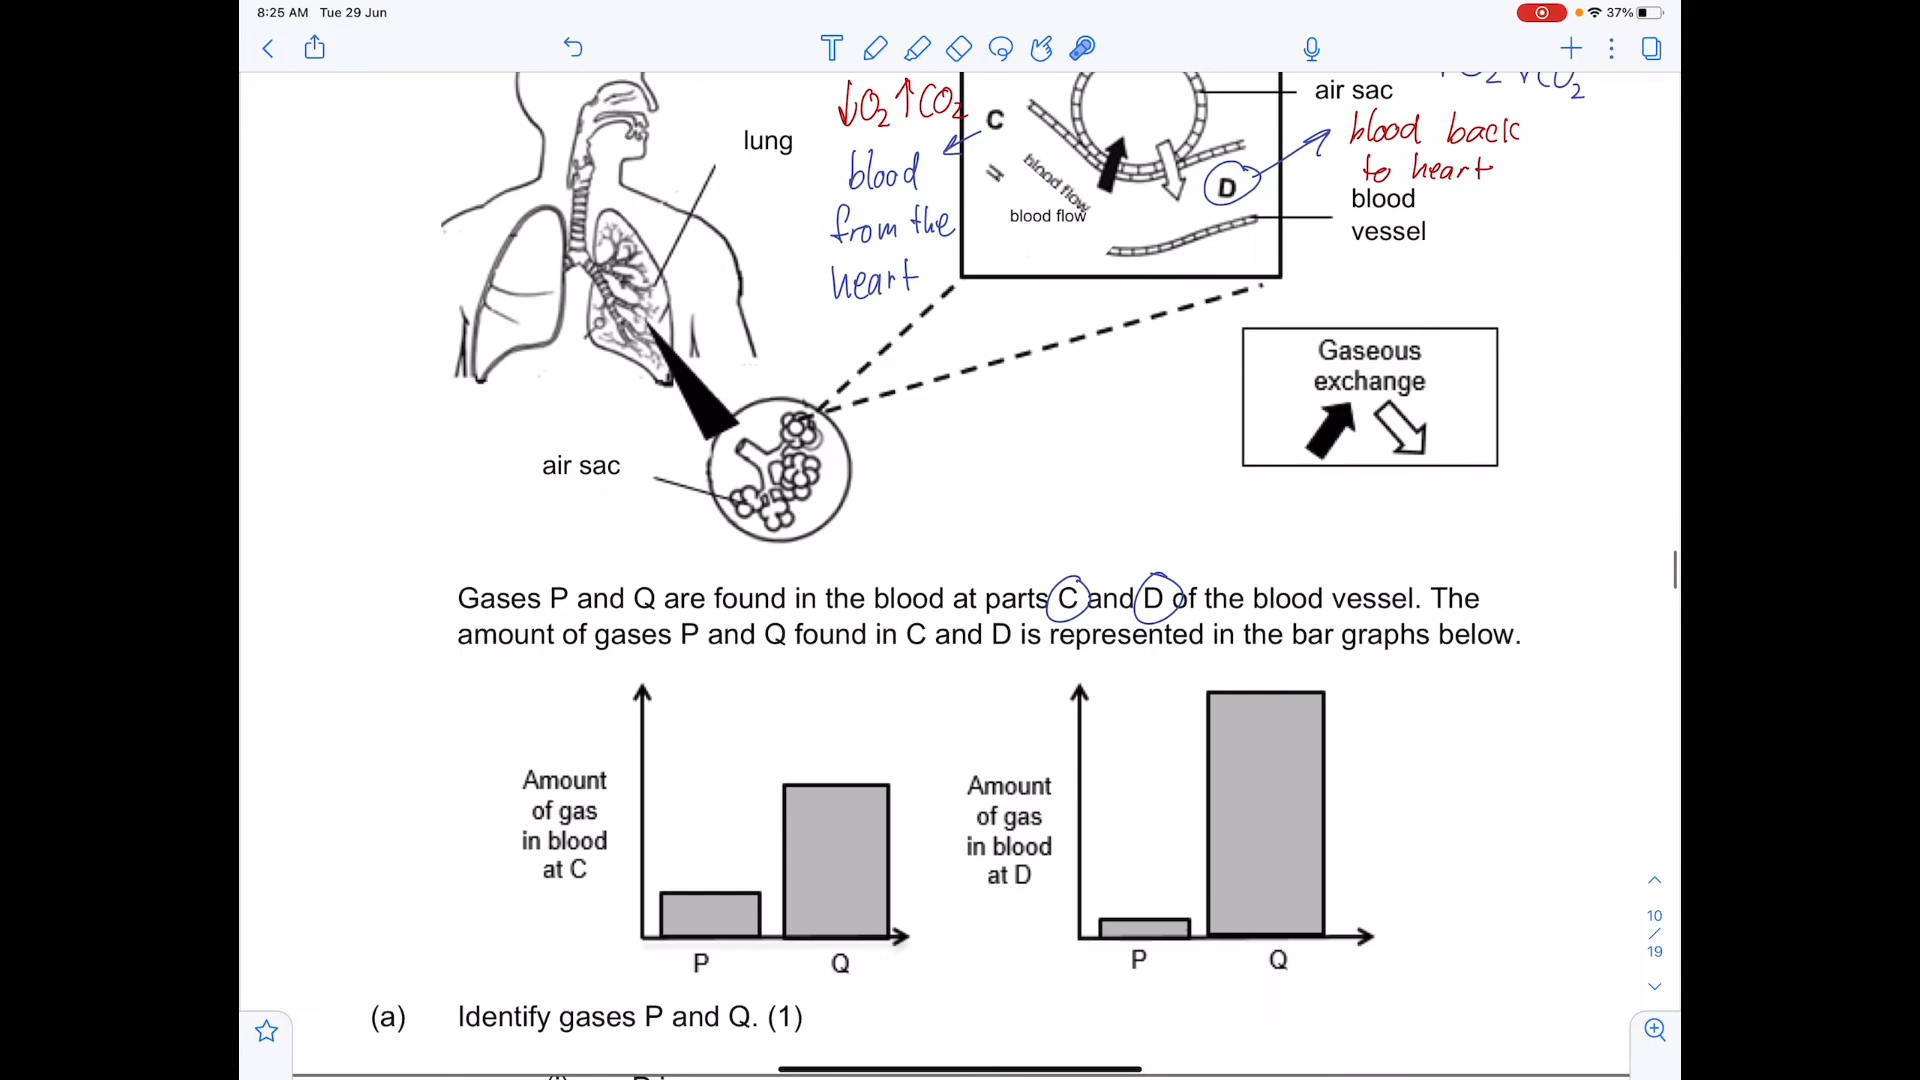 8:25 AM Tue 29 Jun
37%
lung
↓O₂ ↑CO₂
blood
from the
heart
C
blood flow
blood flow
D
air sac
blood back
to heart
blood
vessel
Gaseous
exchange
air sac
Gases P and Q are found in the blood at parts C and D of the blood vessel. The
amount of gases P and Q found in C and D is represented in the bar graphs below.
Amount
of gas
in blood
at C
P Q
Amount
of gas
in blood
at D
P Q
10
/
19
(a) Identify gases P and Q. (1)